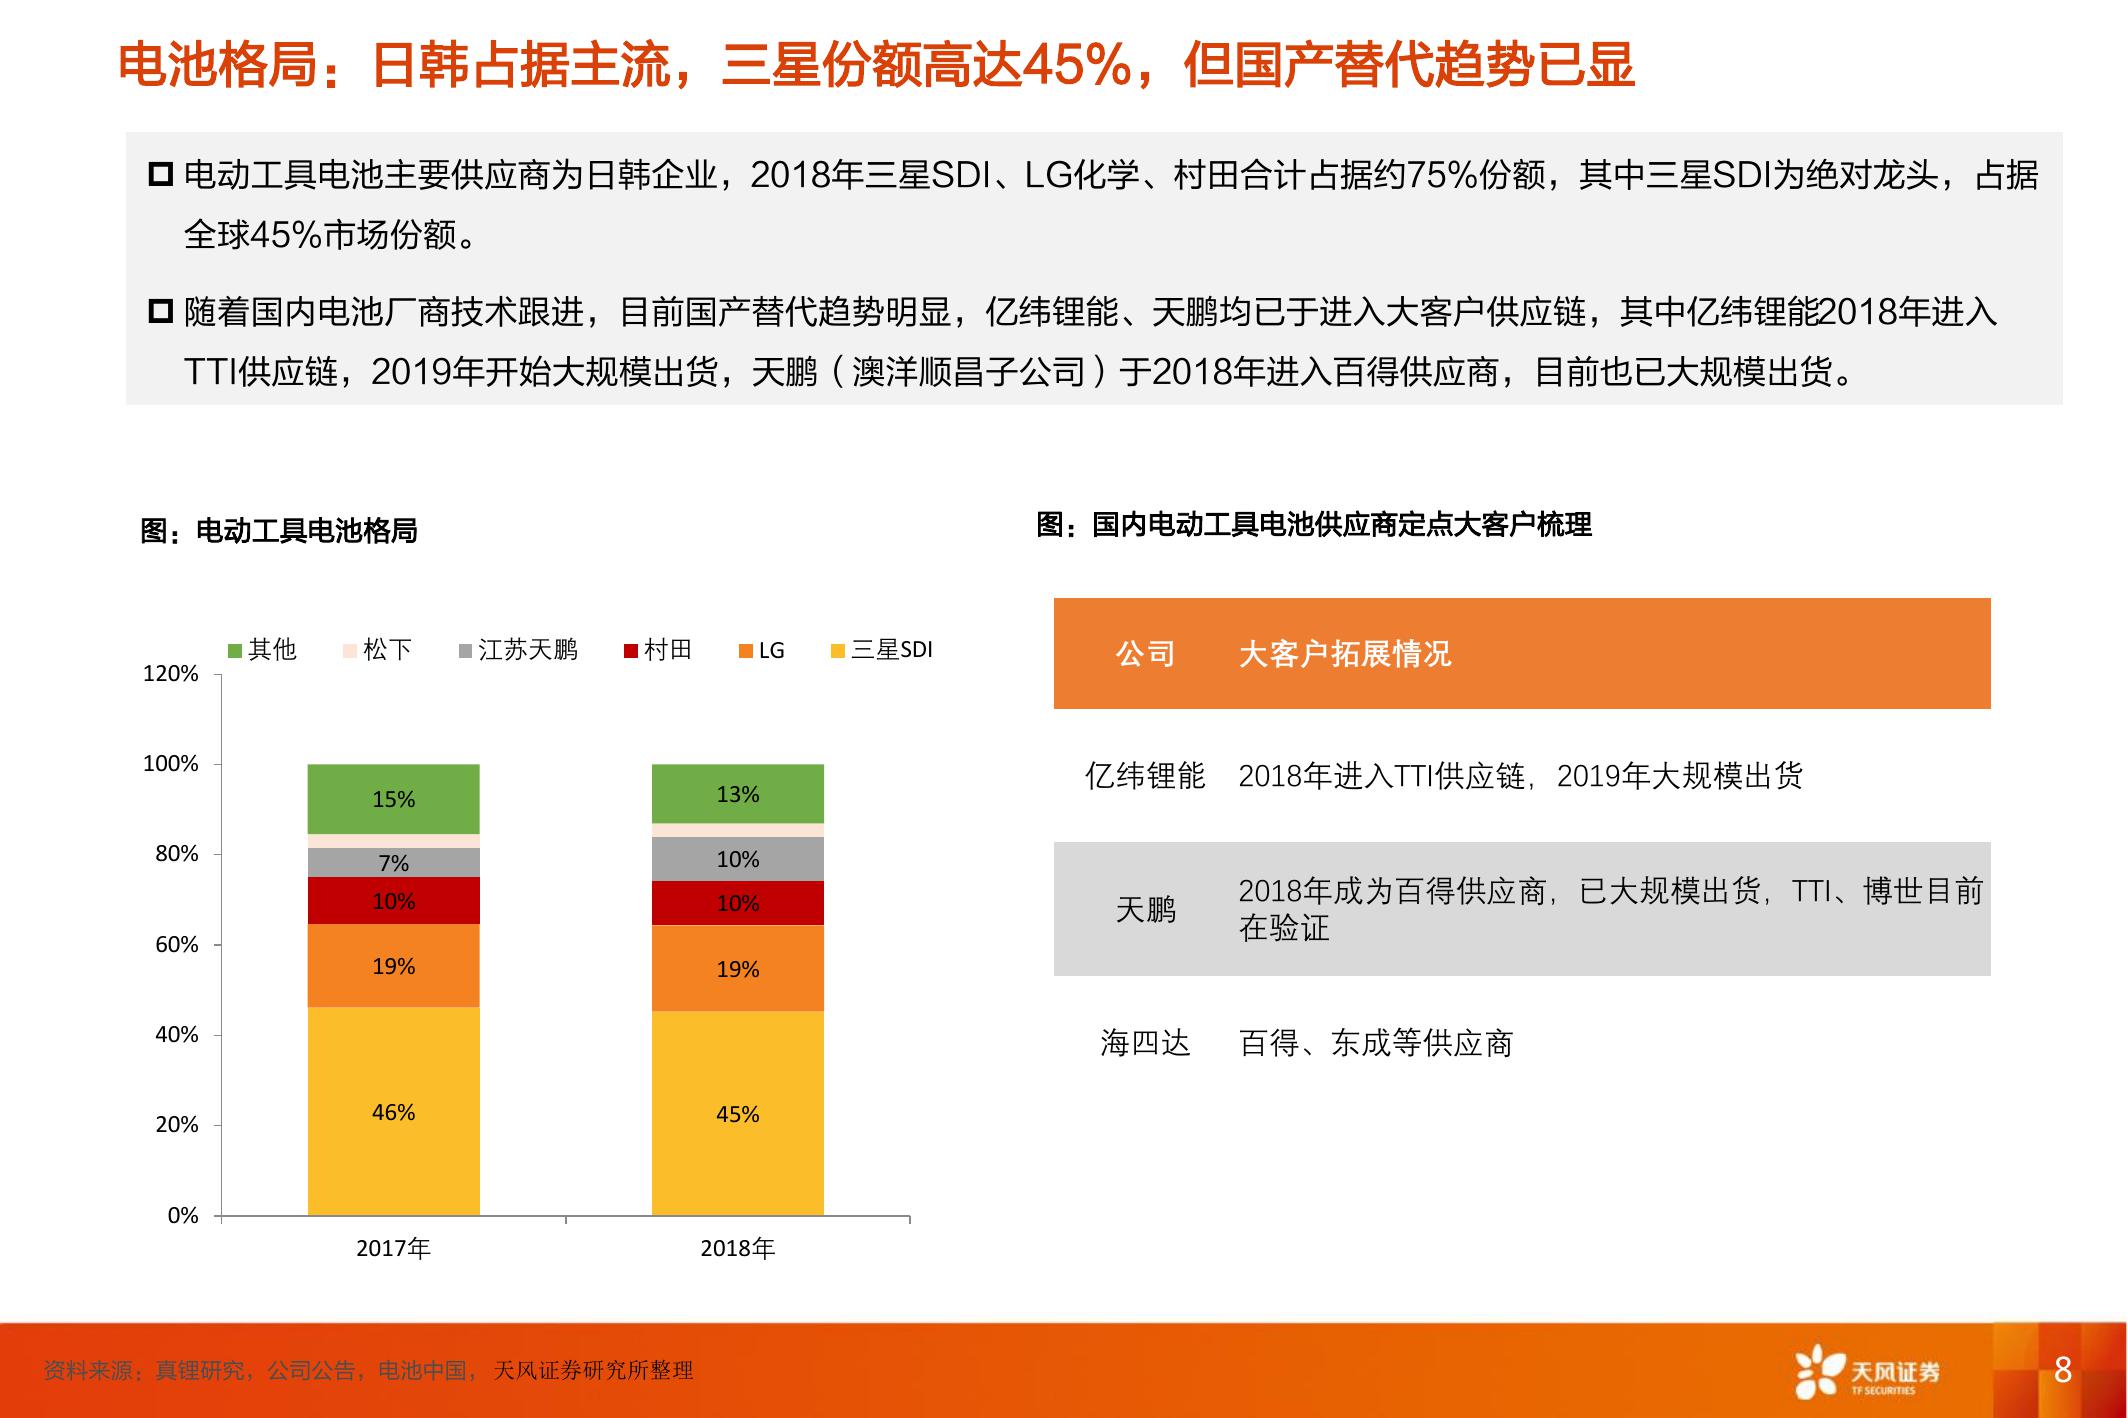 电池格局：日韩占据主流，三星份额高达45%，但国产替代趋势已显
电动工具电池主要供应商为日韩企业，2018年三星SDI、LG化学、村田合计占据约75%份额，其中三星SDI为绝对龙头，占据
全球45%市场份额。
随着国内电池厂商技术跟进，目前国产替代趋势明显，亿纬锂能、天鹏均已于进入大客户供应链，其中亿纬锂能2018年进入
TTI供应链，2019年开始大规模出货，天鹏（澳洋顺昌子公司）于2018年进入百得供应商，目前也已大规模出货。
图：电动工具电池格局
其他 松下 江苏天鹏 村田 LG 三星SDI
120%
100%
80%
60%
40%
20%
0%
15%
7%
10%
19%
46%
13%
10%
10%
19%
45%
2017年 2018年
图：国内电动工具电池供应商定点大客户梳理
公司 大客户拓展情况
亿纬锂能 2018年进入TTI供应链，2019年大规模出货
天鹏 2018年成为百得供应商，已大规模出货，TTI、博世目前
在验证
海四达 百得、东成等供应商
资料来源：真锂研究，公司公告，电池中国，天风证券研究所整理
天风证券
TF SECURITIES
8